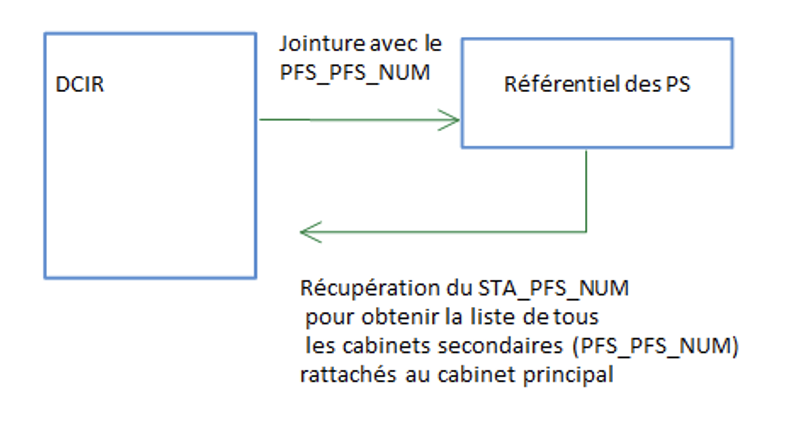 DCIR
Jointure avec le
PFS_PFS_NUM
Référentiel des PS
Récupération du STA_PFS_NUM
pour obtenir la liste de tous
les cabinets secondaires (PFS_PFS_NUM)
rattachés au cabinet principal